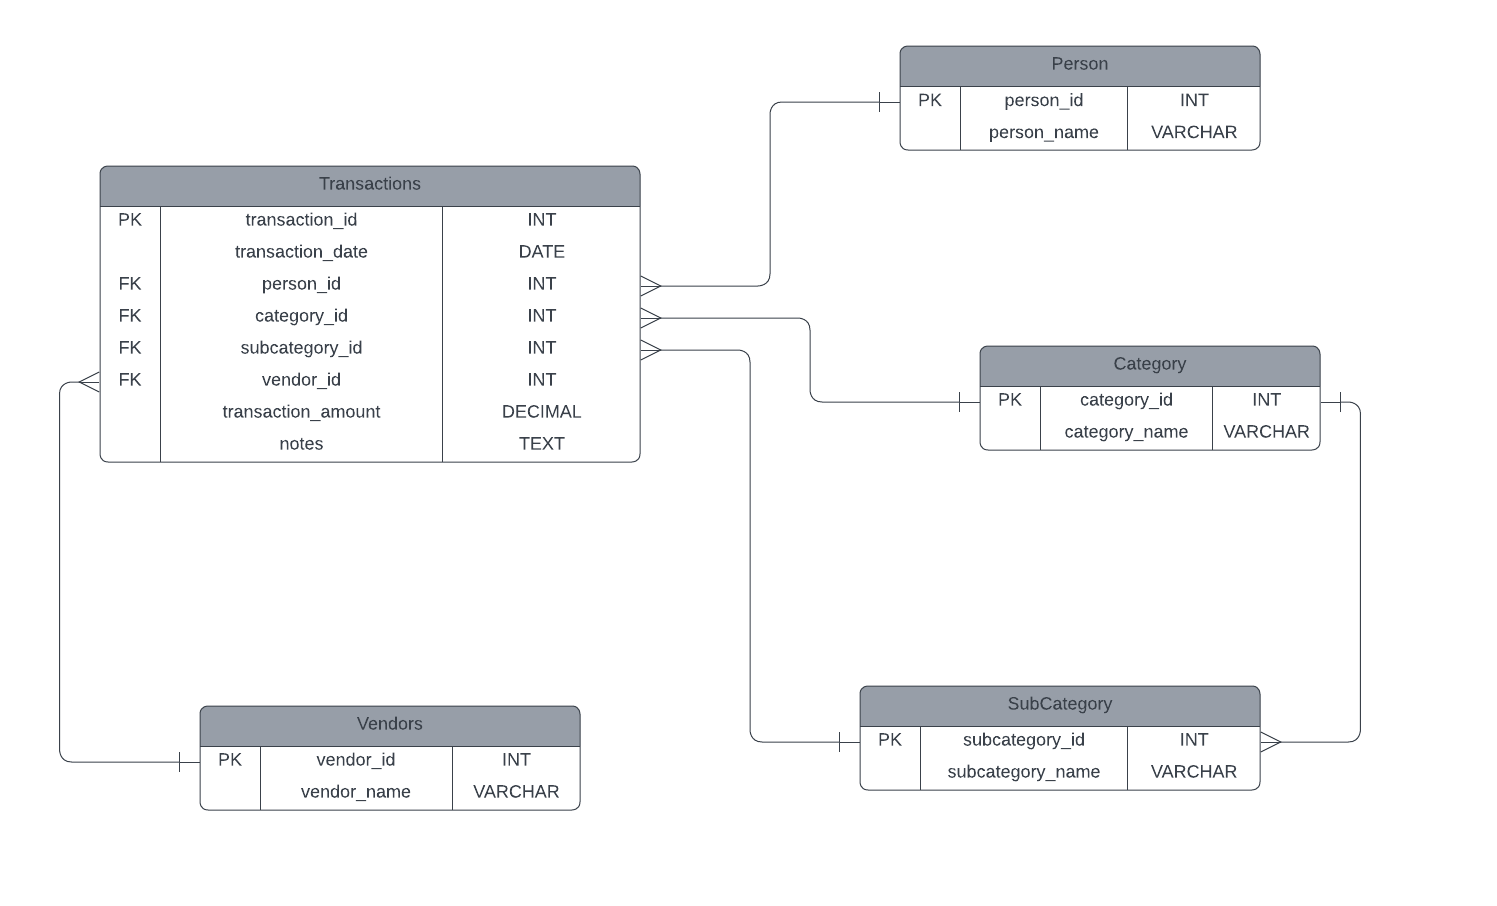 Person
PK person_id INT
person_name VARCHAR
Transactions
PK transaction_id INT
transaction_date DATE
FK person_id INT
FK category_id INT
FK subcategory_id INT
FK vendor_id INT
transaction_amount DECIMAL
notes TEXT
Category
PK category_id INT
category_name VARCHAR
Vendors
PK vendor_id INT
vendor_name VARCHAR
SubCategory
PK subcategory_id INT
subcategory_name VARCHAR